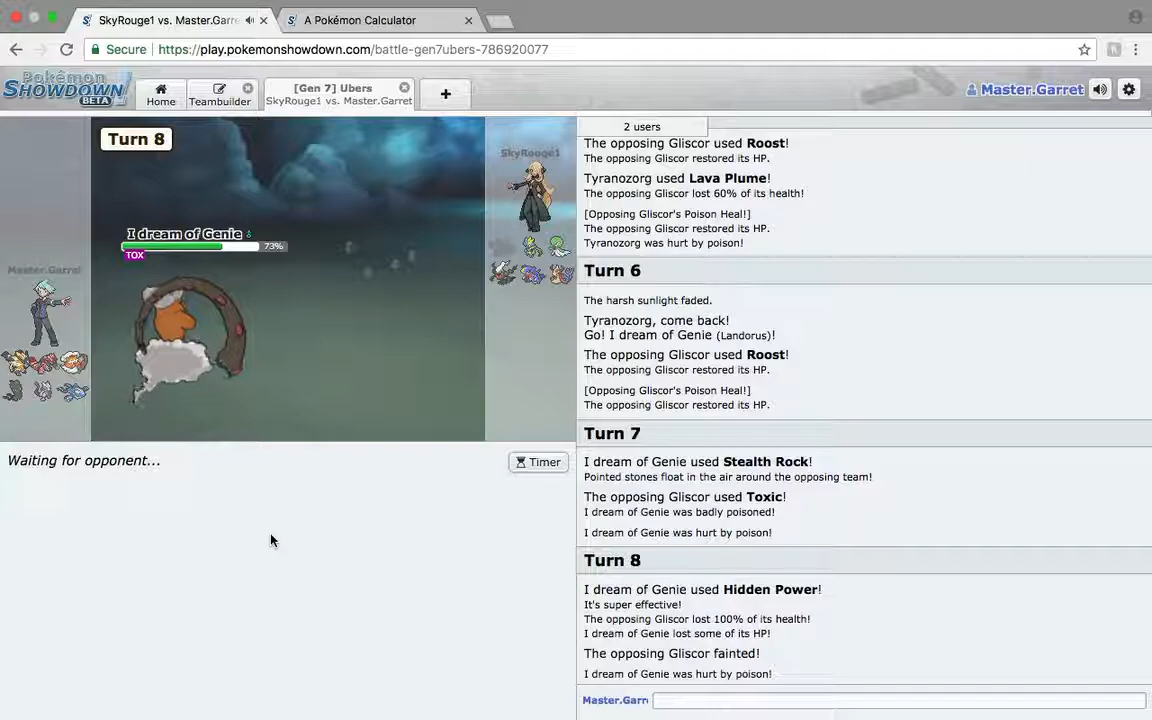 SkyRouge1 vs. Master.Garre
A Pokémon Calculator
Secure
https://play.pokemonshowdown.com/battle-gen7ubers-786920077
Pokémon
SHOWDOWN
BETA
Home
Teambuilder
[Gen 7] Ubers
SkyRouge1 vs. Master.Garret
+
Master.Garret
Turn 8
SkyRouge1
I dream of Genie
73%
TOX
Master.Garret
Waiting for opponent...
Timer
2 users
The opposing Gliscor used Roost!
The opposing Gliscor restored its HP.
Tyranozorg used Lava Plume!
The opposing Gliscor lost 60% of its health!
[Opposing Gliscor's Poison Heal!]
The opposing Gliscor restored its HP.
Tyranozorg was hurt by poison!
Turn 6
The harsh sunlight faded.
Tyranozorg, come back!
Go! I dream of Genie (Landorus)!
The opposing Gliscor used Roost!
The opposing Gliscor restored its HP.
[Opposing Gliscor's Poison Heal!]
The opposing Gliscor restored its HP.
Turn 7
I dream of Genie used Stealth Rock!
Pointed stones float in the air around the opposing team!
The opposing Gliscor used Toxic!
I dream of Genie was badly poisoned!
I dream of Genie was hurt by poison!
Turn 8
I dream of Genie used Hidden Power!
It's super effective!
The opposing Gliscor lost 100% of its health!
I dream of Genie lost some of its HP!
The opposing Gliscor fainted!
I dream of Genie was hurt by poison!
Master.Garr